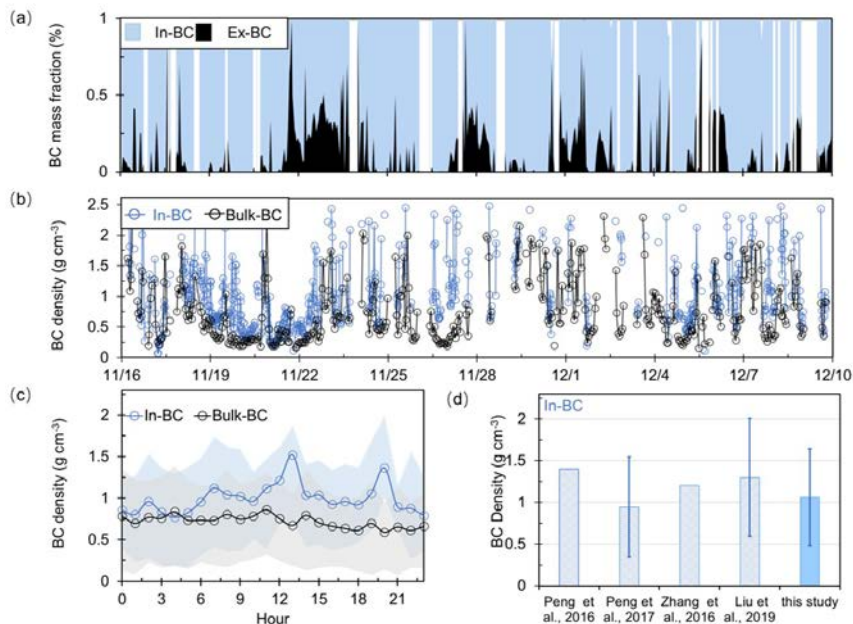 (a)
In-BC
Ex-BC
BC mass fraction (%)
1
0.5
0
(b)
In-BC
Bulk-BC
BC density (g cm⁻³)
2.5
2
1.5
1
0.5
0
11/16
11/19
11/22
11/25
11/28
12/1
12/4
12/7
12/10
(c)
In-BC
Bulk-BC
BC density (g cm⁻³)
2
1.5
1
0.5
0
0
3
6
9
12
15
18
21
Hour
(d)
In-BC
BC Density (g cm⁻³)
2
1.5
1
0.5
0
Peng et
al., 2016
Peng et
al., 2017
Zhang et
al., 2016
Liu et
al., 2019
this study